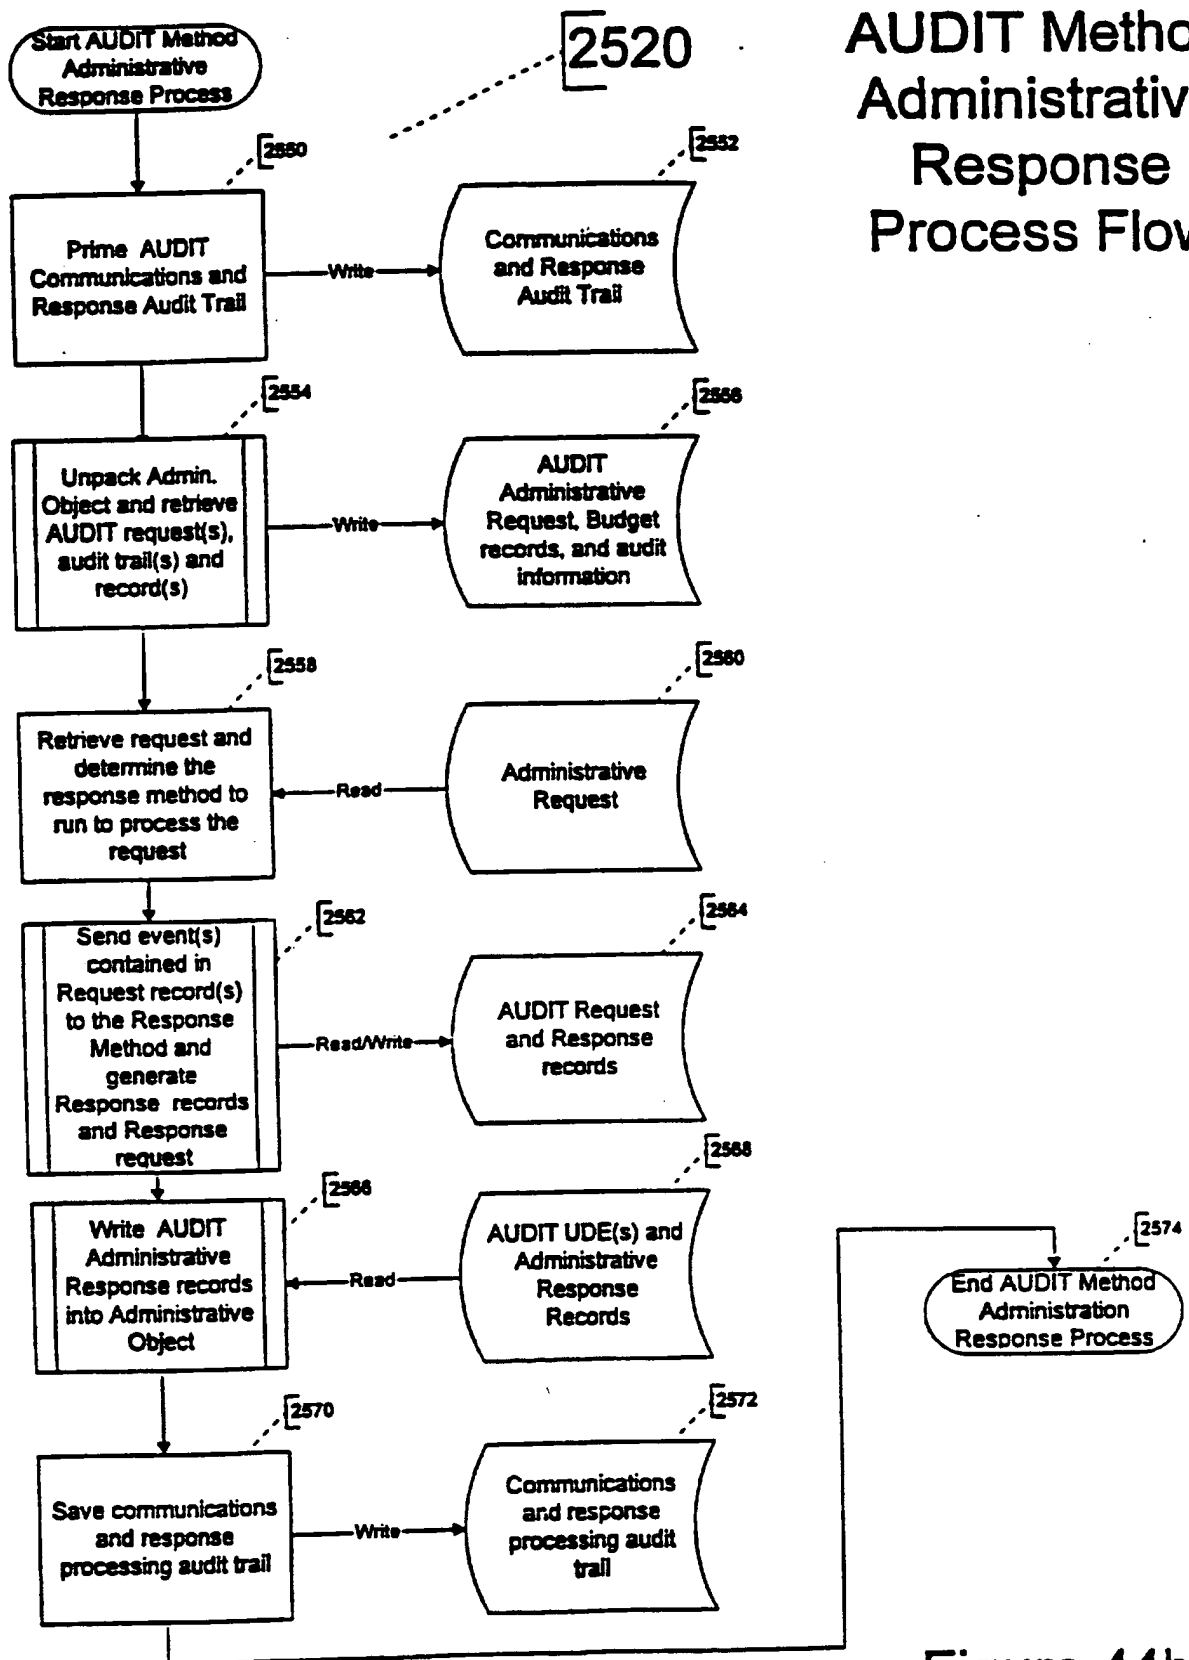 AUDIT Metho
Administrativ
Response
Process Flow
2520
Start AUDIT Method
Administrative
Response Process
2550
Prime AUDIT
Communications and
Response Audit Trail
Write
2552
Communications
and Response
Audit Trail
2554
Unpack Admin.
Object and retrieve
AUDIT request(s),
audit trail(s) and
record(s)
Write
2556
AUDIT
Administrative
Request, Budget
records, and audit
information
2558
Retrieve request and
determine the
response method to
run to process the
request
Read
2560
Administrative
Request
2562
Send event(s)
contained in
Request record(s)
to the Response
Method and
generate
Response records
and Response
request
Read/Write
2564
AUDIT Request
and Response
records
2566
Write AUDIT
Administrative
Response records
into Administrative
Object
Read
2568
AUDIT UDE(s) and
Administrative
Response
Records
2570
Save communications
and response
processing audit trail
Write
2572
Communications
and response
processing audit
trail
2574
End AUDIT Method
Administration
Response Process